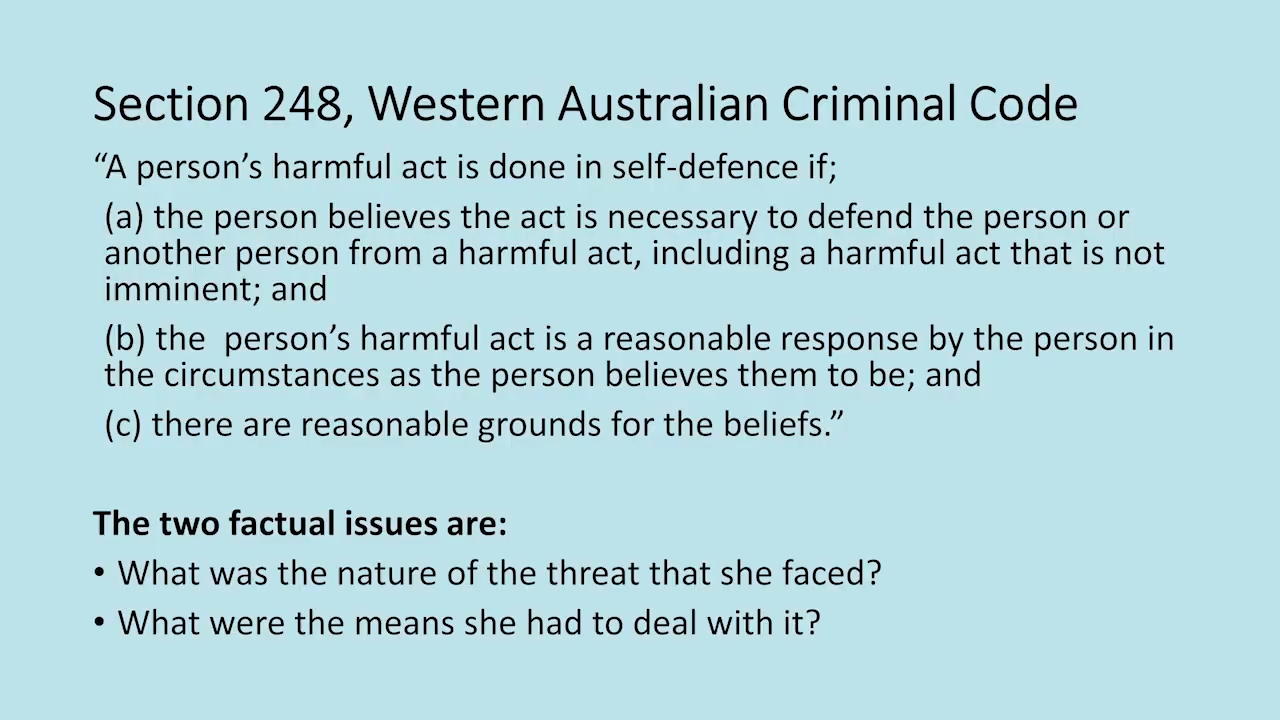 Section 248, Western Australian Criminal Code
“A person’s harmful act is done in self-defence if;
(a) the person believes the act is necessary to defend the person or
another person from a harmful act, including a harmful act that is not
imminent; and
(b) the  person’s harmful act is a reasonable response by the person in
the circumstances as the person believes them to be; and
(c) there are reasonable grounds for the beliefs.”
The two factual issues are:
• What was the nature of the threat that she faced?
• What were the means she had to deal with it?